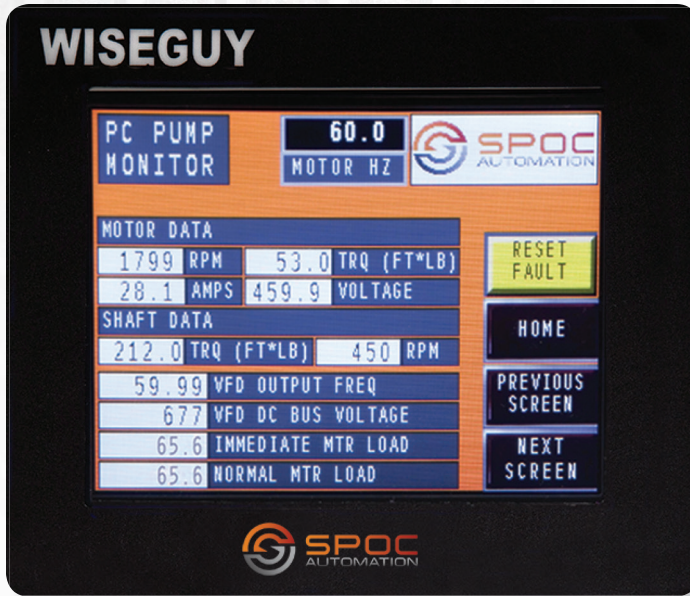 WISEGUY
PC PUMP
MONITOR
60.0
MOTOR HZ
SPOC
AUTOMATION
MOTOR DATA
1799 RPM 53.0 TRQ (FT*LB)
28.1 AMPS 459.9 VOLTAGE
SHAFT DATA
212.0 TRQ (FT*LB) 450 RPM
59.99 VFD OUTPUT FREQ
677 VFD DC BUS VOLTAGE
65.6 IMMEDIATE MTR LOAD
65.6 NORMAL MTR LOAD
RESET
FAULT
HOME
PREVIOUS
SCREEN
NEXT
SCREEN
SPOC
AUTOMATION